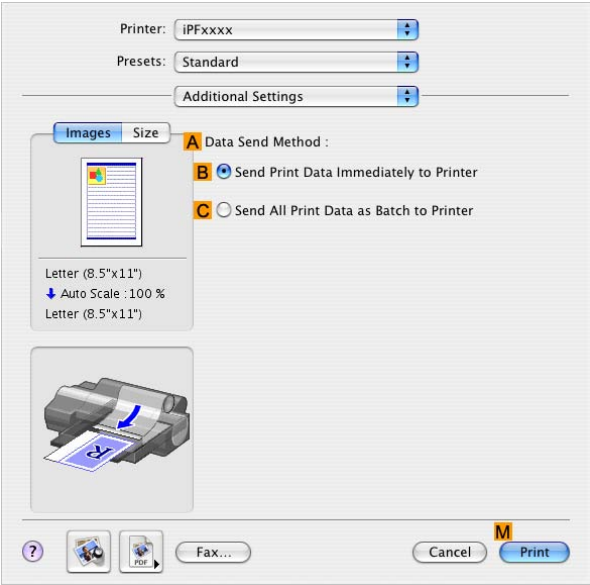 Printer: iPFxxxx
Presets: Standard
Additional Settings
Images Size
A Data Send Method :
B Send Print Data Immediately to Printer
C Send All Print Data as Batch to Printer
Letter (8.5"x11")
Auto Scale :100 %
Letter (8.5"x11")
R
M
? PDF Fax... Cancel Print